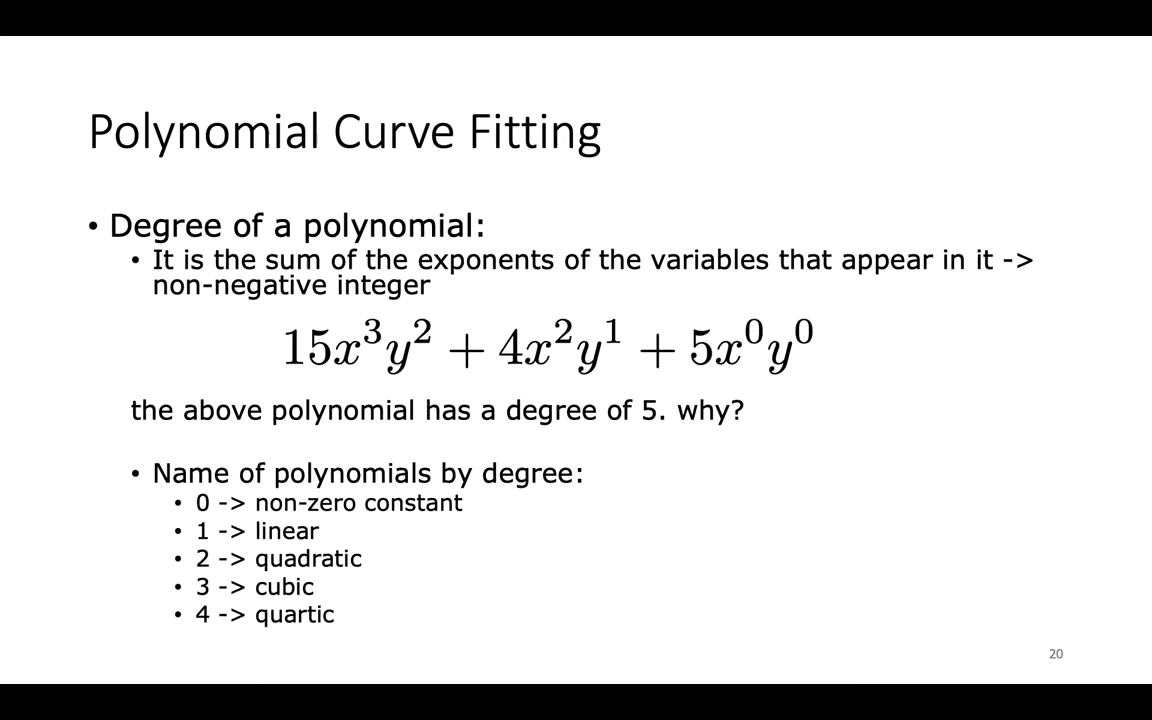 Polynomial Curve Fitting
• Degree of a polynomial:
• It is the sum of the exponents of the variables that appear in it ->
non-negative integer
15x³y² + 4x²y¹ + 5x⁰y⁰
the above polynomial has a degree of 5. why?
• Name of polynomials by degree:
• 0 -> non-zero constant
• 1 -> linear
• 2 -> quadratic
• 3 -> cubic
• 4 -> quartic
20